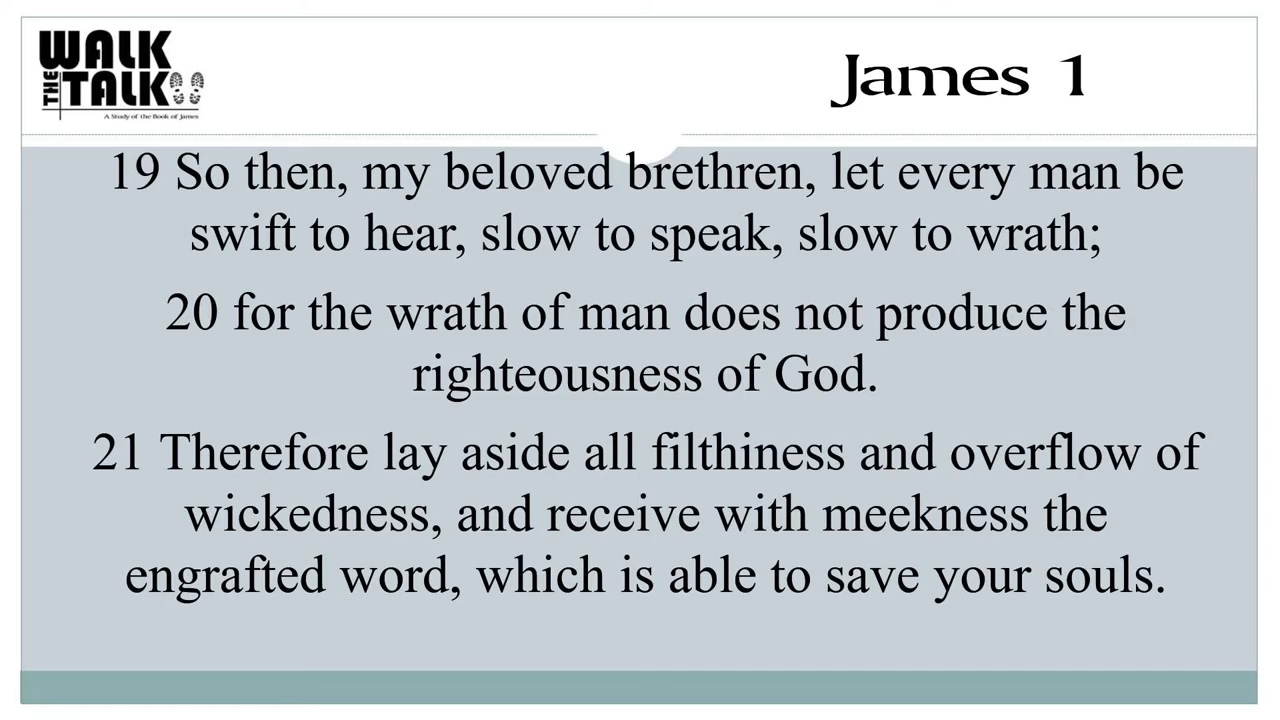 WALK
THE TALK
A Study of the Book of James
James 1
19 So then, my beloved brethren, let every man be
swift to hear, slow to speak, slow to wrath;
20 for the wrath of man does not produce the
righteousness of God.
21 Therefore lay aside all filthiness and overflow of
wickedness, and receive with meekness the
engrafted word, which is able to save your souls.